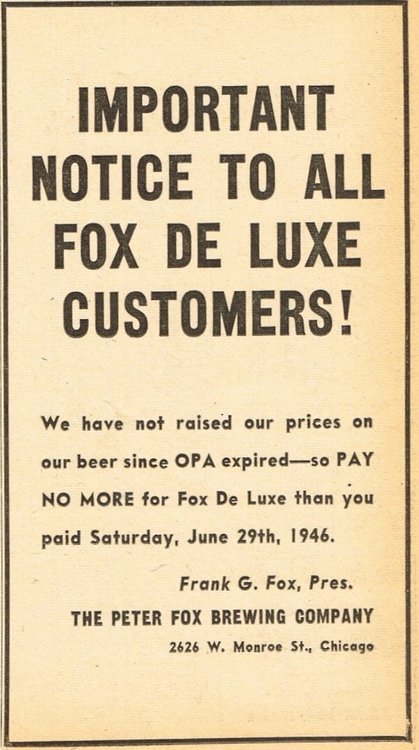 IMPORTANT
NOTICE TO ALL
FOX DE LUXE
CUSTOMERS!
We have not raised our prices on
our beer since OPA expired—so PAY
NO MORE for Fox De Luxe than you
paid Saturday, June 29th, 1946.
Frank G. Fox, Pres.
THE PETER FOX BREWING COMPANY
2626 W. Monroe St., Chicago